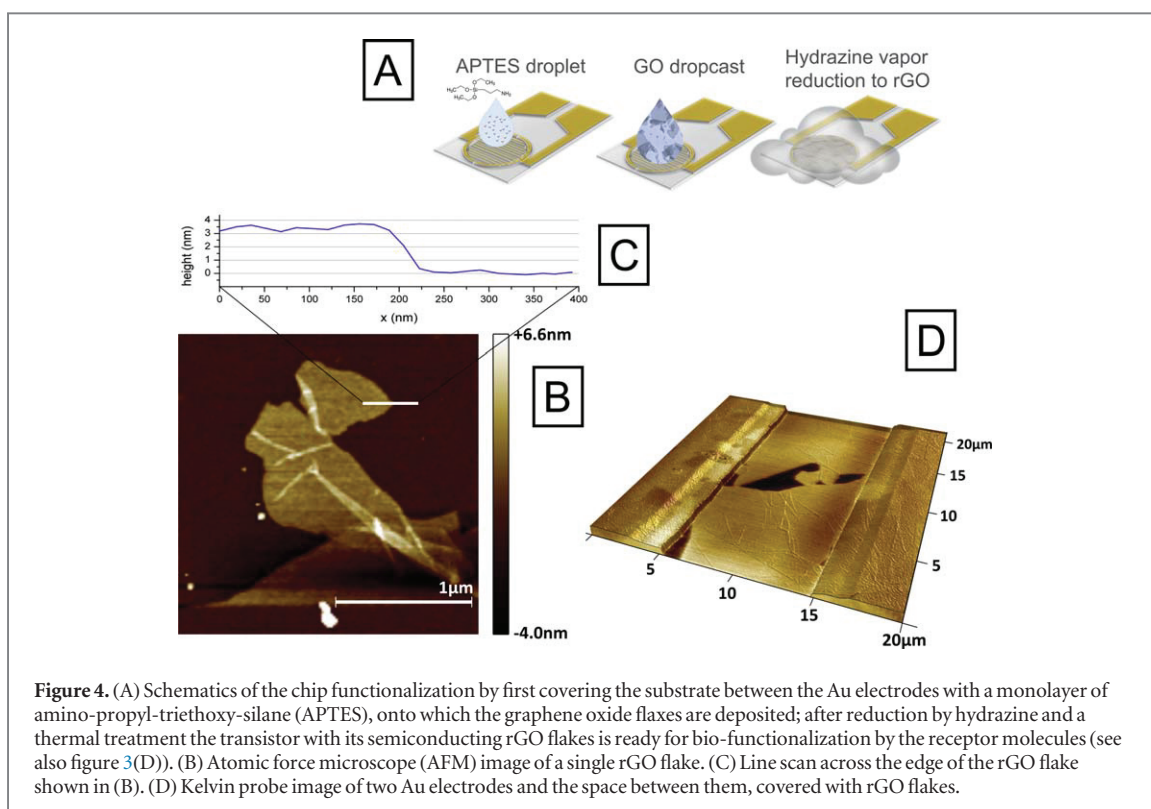 A
APTES droplet
GO dropcast
Hydrazine vapor
reduction to rGO
H₃C
O
CH₃
H₃C
O
Si
NH₂
H₃C
O
C
height (nm)
4
3
2
1
0
0 50 100 150 200 250 300 350 400
x (nm)
B
+6.6nm
-4.0nm
1µm
D
20µm
15
10
5
5
10
15
20µm
Figure 4. (A) Schematics of the chip functionalization by first covering the substrate between the Au electrodes with a monolayer of
amino-propyl-triethoxy-silane (APTES), onto which the graphene oxide flaxes are deposited; after reduction by hydrazine and a
thermal treatment the transistor with its semiconducting rGO flakes is ready for bio-functionalization by the receptor molecules (see
also figure 3(D)). (B) Atomic force microscope (AFM) image of a single rGO flake. (C) Line scan across the edge of the rGO flake
shown in (B). (D) Kelvin probe image of two Au electrodes and the space between them, covered with rGO flakes.